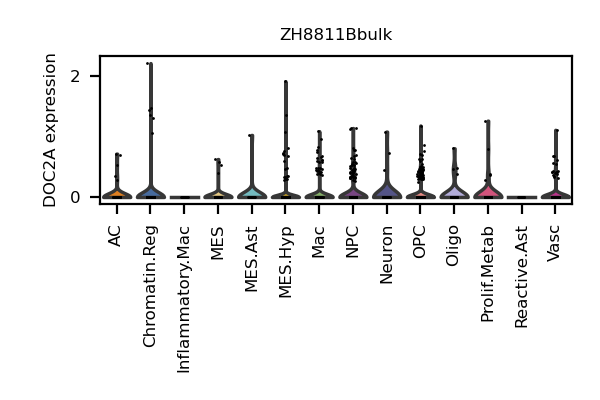 ZH8811Bbulk
DOC2A expression
2
0
AC
Chromatin.Reg
Inflammatory.Mac
MES
MES.Ast
MES.Hyp
Mac
NPC
Neuron
OPC
Oligo
Prolif.Metab
Reactive.Ast
Vasc